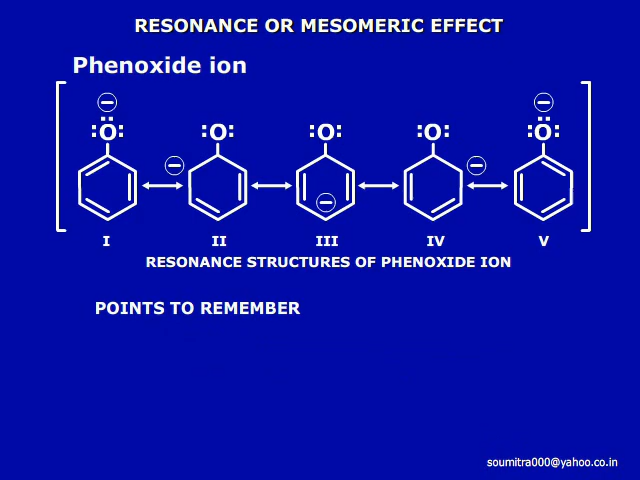 RESONANCE OR MESOMERIC EFFECT
Phenoxide ion
:Ö: :O: :O: :O: :Ö:
I II III IV V
RESONANCE STRUCTURES OF PHENOXIDE ION
POINTS TO REMEMBER
soumitra000@yahoo.co.in